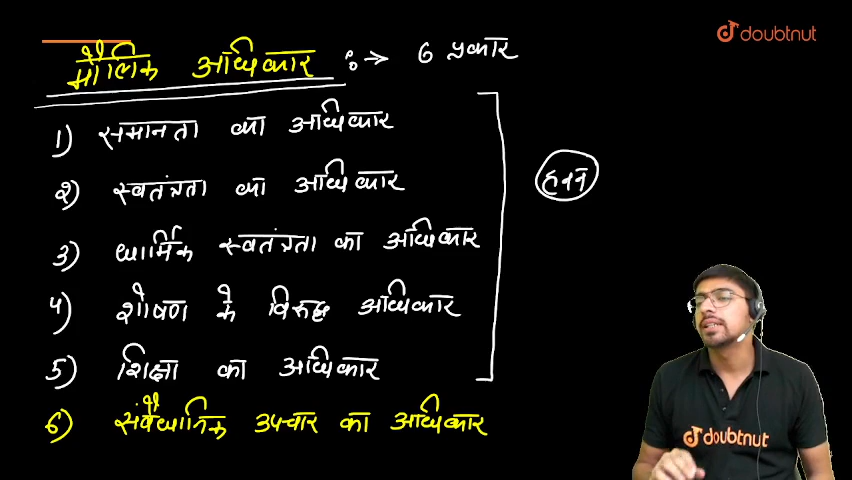 doubtnut
मौलिक अधिकार :→ 6 प्रकार
1) समानता का अधिकार
2) स्वतंत्रता का अधिकार
3) धार्मिक स्वतंत्रता का अधिकार
हनन
4) शोषण के विरुद्ध अधिकार
5) शिक्षा का अधिकार
6) संवैधानिक उपचार का अधिकार
doubtnut